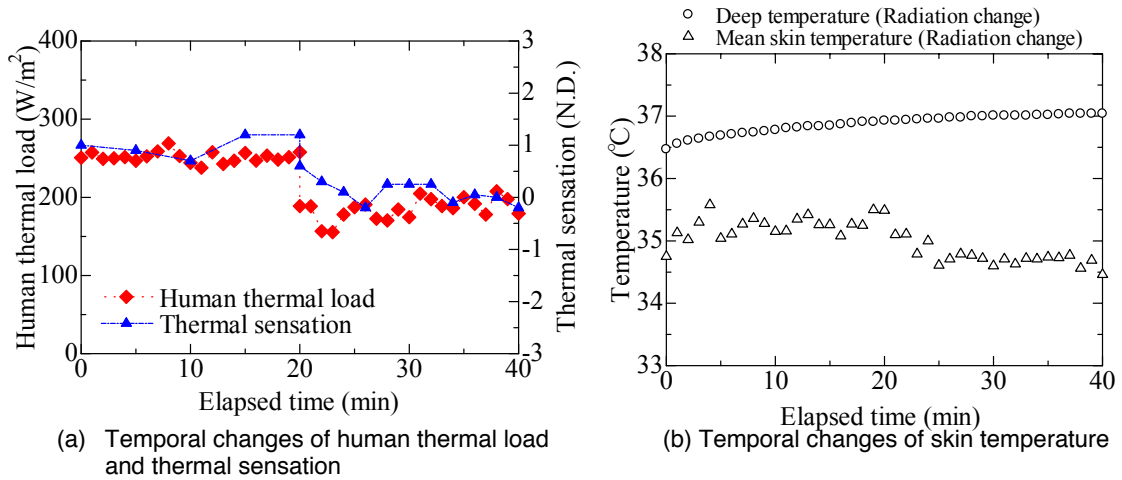 400
300
200
100
0
Human thermal load (W/m²)
3
2
1
0
-1
-2
-3
Thermal sensation (N.D.)
Human thermal load
Thermal sensation
0 10 20 30 40
Elapsed time (min)
(a) Temporal changes of human thermal load
and thermal sensation
Deep temperature (Radiation change)
Mean skin temperature (Radiation change)
38
37
36
35
34
33
Temperature (℃)
0 10 20 30 40
Elapsed time (min)
(b) Temporal changes of skin temperature